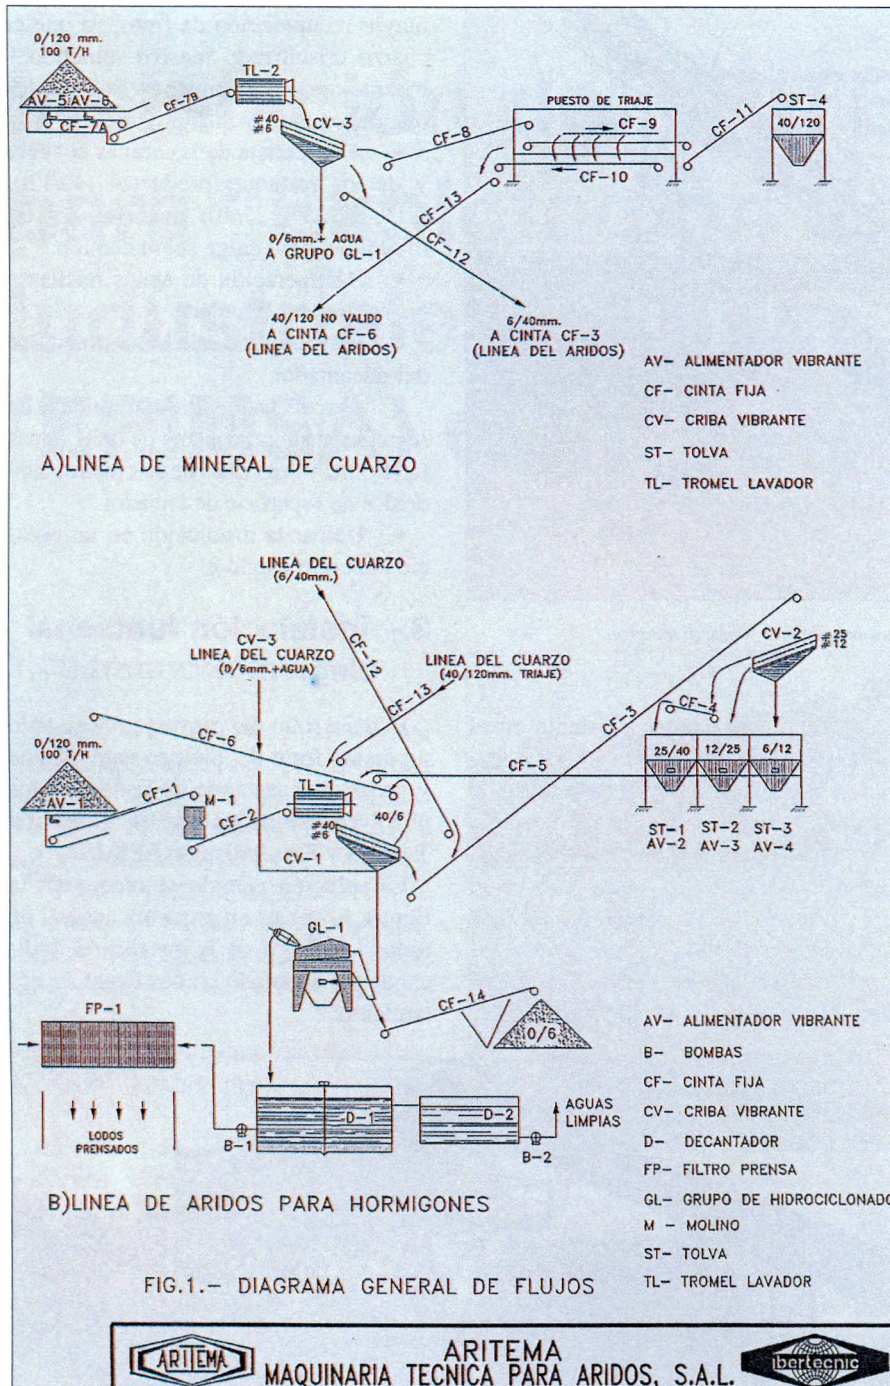 0/120 mm.
100 T/H
AV-5 AV-6
CF-7A
CF-7B
TL-2
#40
#6
CV-3
CF-8
PUESTO DE TRIAJE
CF-9
CF-10
CF-11
ST-4
40/120
CF-13
CF-12
0/6mm.+ AGUA
A GRUPO GL-1
40/120 NO VALIDO
A CINTA CF-6
(LINEA DEL ARIDOS)
6/40mm.
A CINTA CF-3
(LINEA DEL ARIDOS)
AV- ALIMENTADOR VIBRANTE
CF- CINTA FIJA
CV- CRIBA VIBRANTE
ST- TOLVA
TL- TROMEL LAVADOR
A)LINEA DE MINERAL DE CUARZO
LINEA DEL CUARZO
(6/40mm.)
CV-3
LINEA DEL CUARZO
(0/6mm.+AGUA)
CF-12
LINEA DEL CUARZO
(40/120mm. TRIAJE)
CF-13
CF-3
CV-2
#25
#12
CF-4
0/120 mm.
100 T/H
AV-1
CF-6
CF-1
M-1
CF-2
TL-1
40/6
#40
#6
CV-1
CF-5
25/40
12/25
6/12
ST-1 ST-2 ST-3
AV-2 AV-3 AV-4
GL-1
CF-14
0/6
FP-1
LODOS
PRENSADOS
B-1
D-1
D-2
B-2
AGUAS
LIMPIAS
AV- ALIMENTADOR VIBRANTE
B- BOMBAS
CF- CINTA FIJA
CV- CRIBA VIBRANTE
D- DECANTADOR
FP- FILTRO PRENSA
GL- GRUPO DE HIDROCICLONADO
M - MOLINO
ST- TOLVA
TL- TROMEL LAVADOR
B)LINEA DE ARIDOS PARA HORMIGONES
FIG.1.- DIAGRAMA GENERAL DE FLUJOS
ARITEMA
ARITEMA
MAQUINARIA TECNICA PARA ARIDOS, S.A.L.
ibertecnic